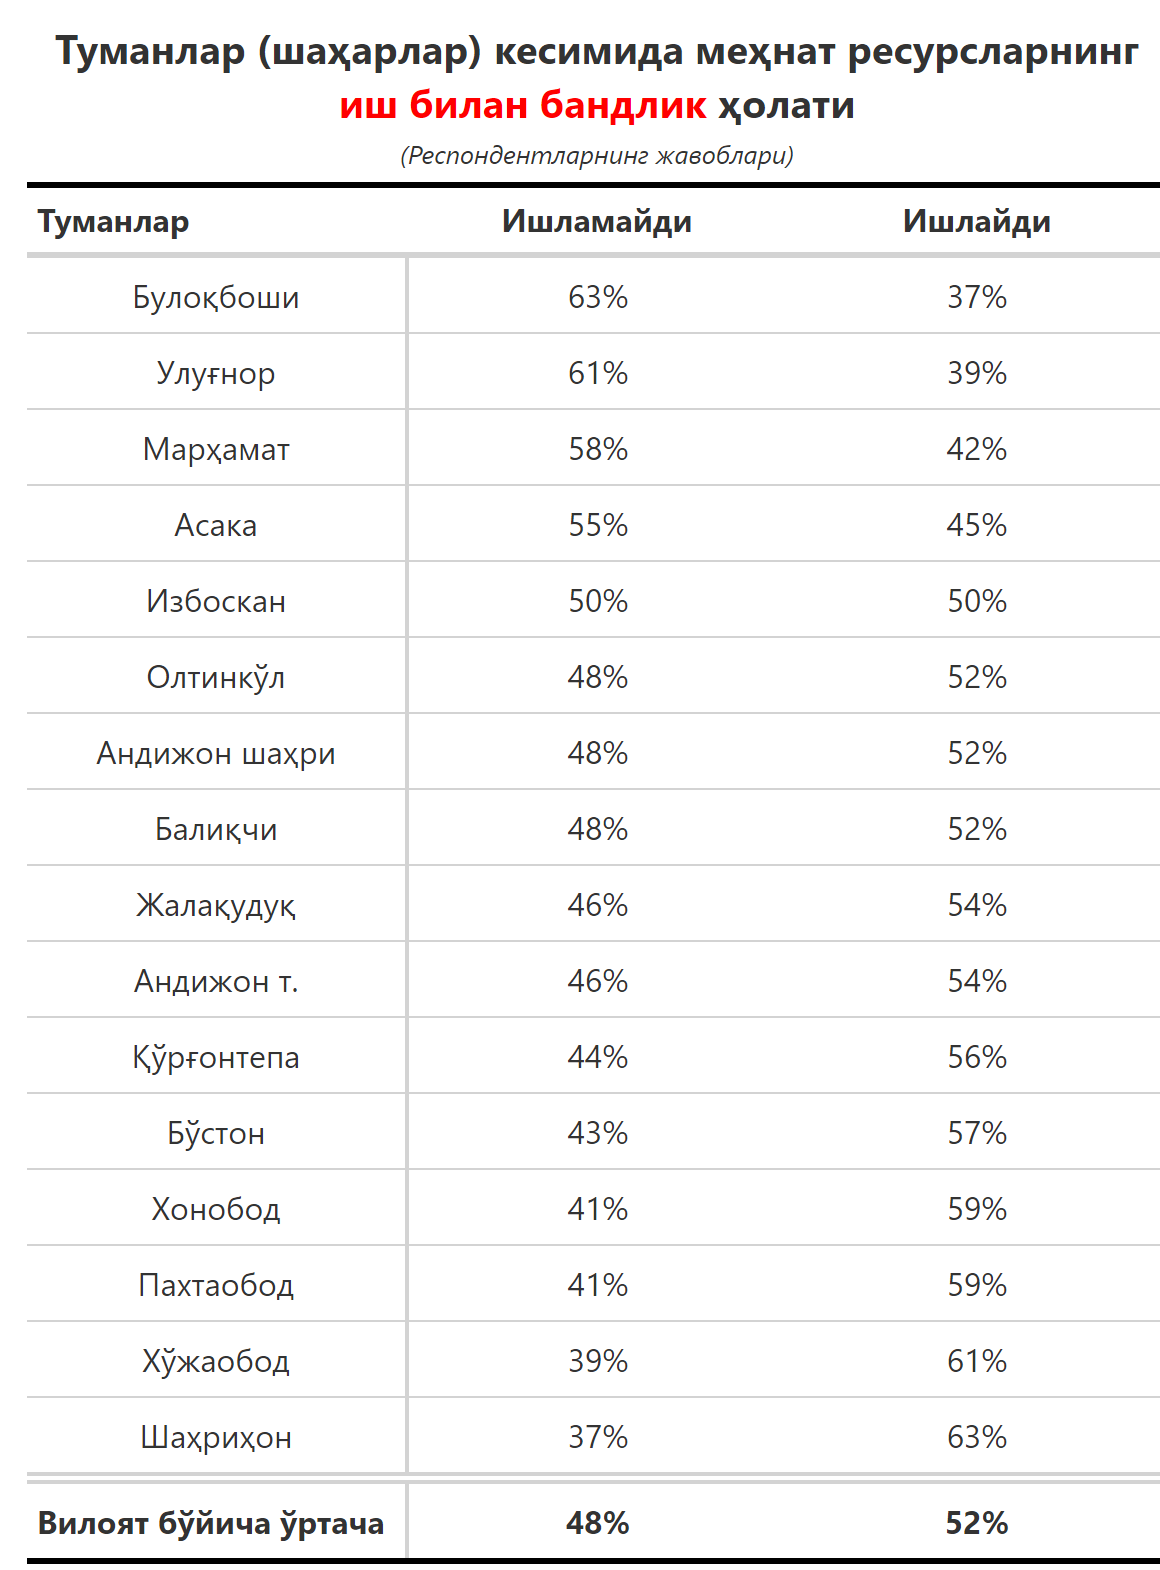 Туманлар (шаҳарлар) кесимида меҳнат ресурсларнинг
иш билан бандлик ҳолати
(Респондентларнинг жавоблари)
Туманлар Ишламайди Ишлайди
Булоқбоши 63% 37%
Улуғнор 61% 39%
Марҳамат 58% 42%
Асака 55% 45%
Избоскан 50% 50%
Олтинкўл 48% 52%
Андижон шаҳри 48% 52%
Балиқчи 48% 52%
Жалақудуқ 46% 54%
Андижон т. 46% 54%
Қўрғонтепа 44% 56%
Бўстон 43% 57%
Хонобод 41% 59%
Пахтаобод 41% 59%
Хўжаобод 39% 61%
Шаҳриҳон 37% 63%
Вилоят бўйича ўртача 48% 52%